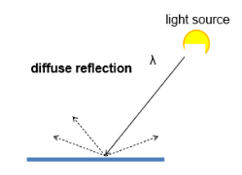 light source
λ
diffuse reflection